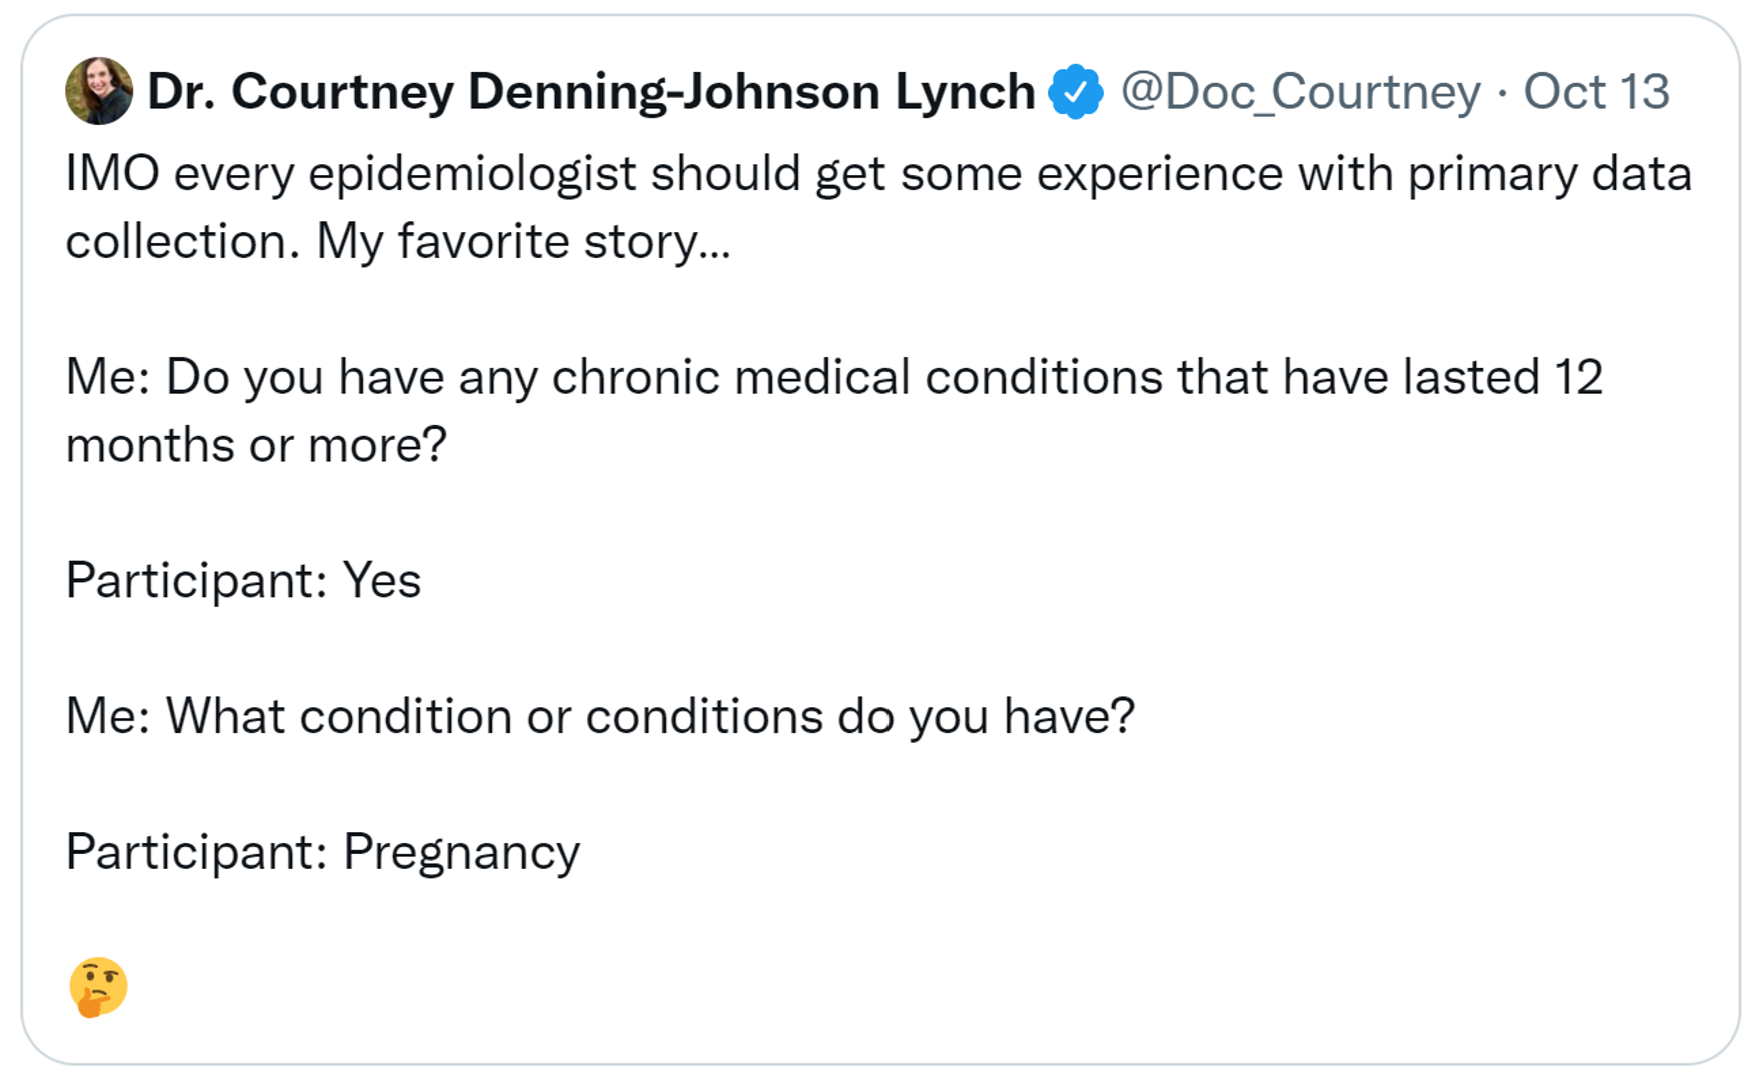 Dr. Courtney Denning-Johnson Lynch @Doc_Courtney · Oct 13
IMO every epidemiologist should get some experience with primary data
collection. My favorite story...
Me: Do you have any chronic medical conditions that have lasted 12
months or more?
Participant: Yes
Me: What condition or conditions do you have?
Participant: Pregnancy
🤔